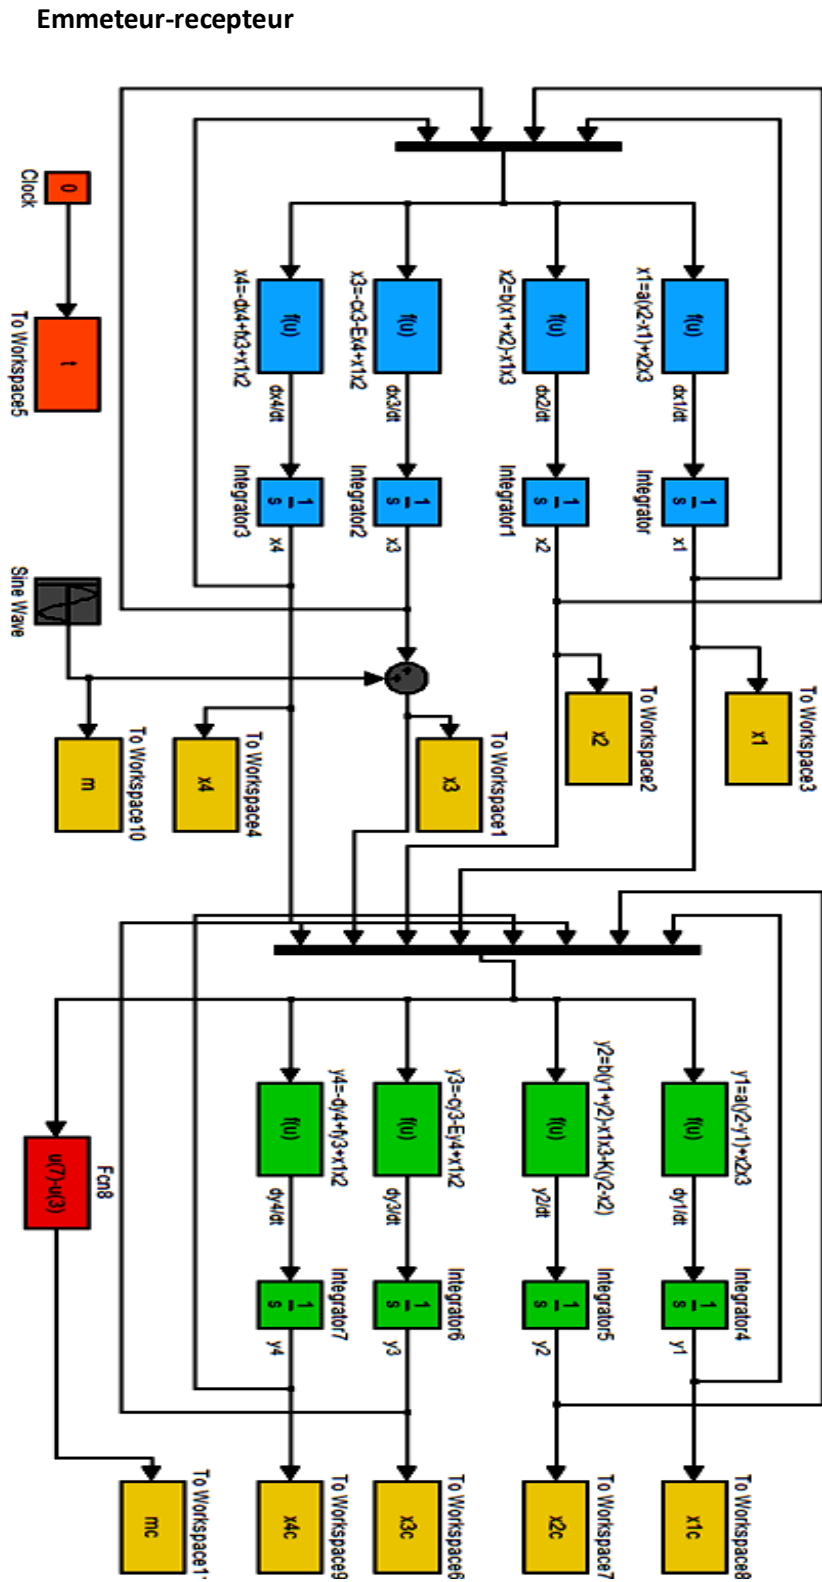 Emmeteur-recepteur
x1=a(x2-x1)+x2x3
f(u)
dx1/dt
Integrator
1
s
x1
To Workspace3
x1
x2=b(x1+x2)-x1x3
f(u)
dx2/dt
Integrator1
1
s
x2
To Workspace2
x2
x3=-cx3-Ex4+x1x2
f(u)
dx3/dt
Integrator2
1
s
x3
To Workspace1
x3
x4=-dx4+fx3+x1x2
f(u)
dx4/dt
Integrator3
1
s
x4
To Workspace4
x4
0
Clock
t
To Workspace5
Sine Wave
To Workspace10
m
y1=a(y2-y1)+x2x3
f(u)
dy1/dt
Integrator4
1
s
y1
To Workspace8
x1c
y2=b(y1+y2)-x1x3-K(y2-x2)
f(u)
y2/dt
Integrator5
1
s
y2
To Workspace7
x2c
y3=-cy3-Ey4+x1x2
f(u)
dy3/dt
Integrator6
1
s
y3
To Workspace6
x3c
y4=-dy4+fy3+x1x2
f(u)
dy4/dt
Integrator7
1
s
y4
To Workspace9
x4c
Fcn8
u(7)-u(3)
To Workspace11
mc